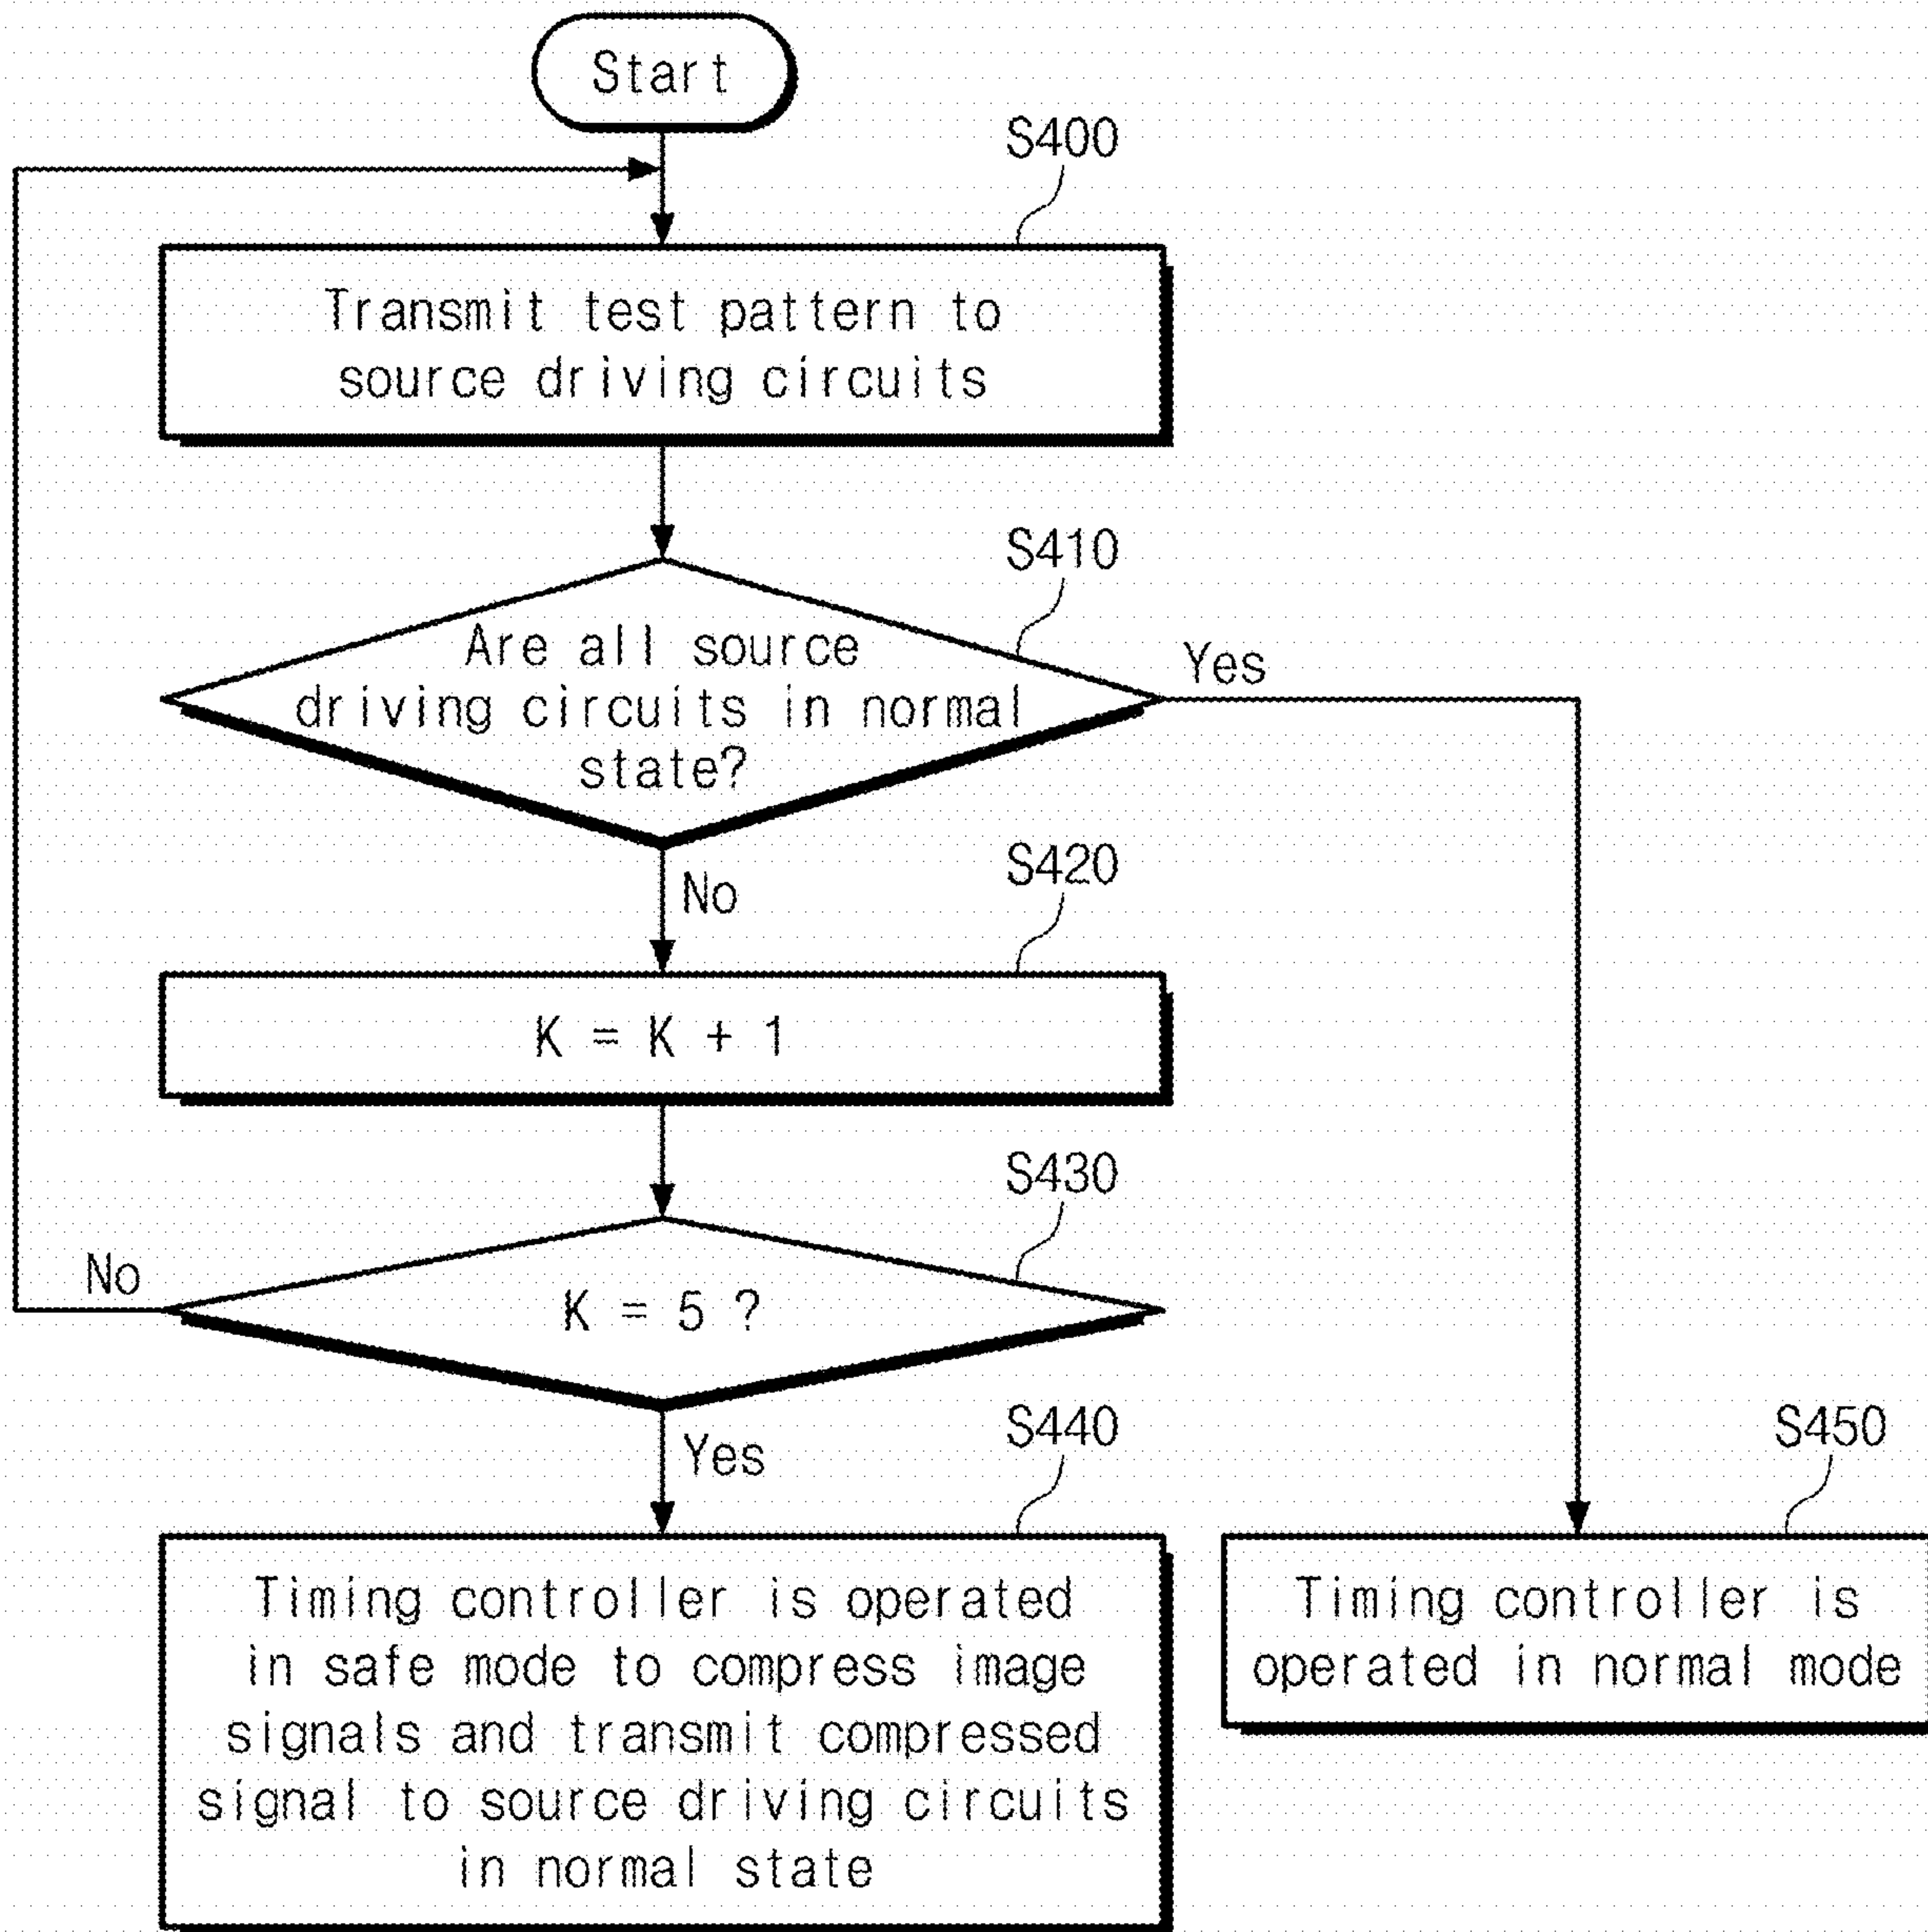 Start
S400
Transmit test pattern to
source driving circuits
S410
Are all source
driving circuits in normal
state?
Yes
No
S420
K = K + 1
S430
K = 5 ?
No
Yes
S440
Timing controller is operated
in safe mode to compress image
signals and transmit compressed
signal to source driving circuits
in normal state
S450
Timing controller is
operated in normal mode